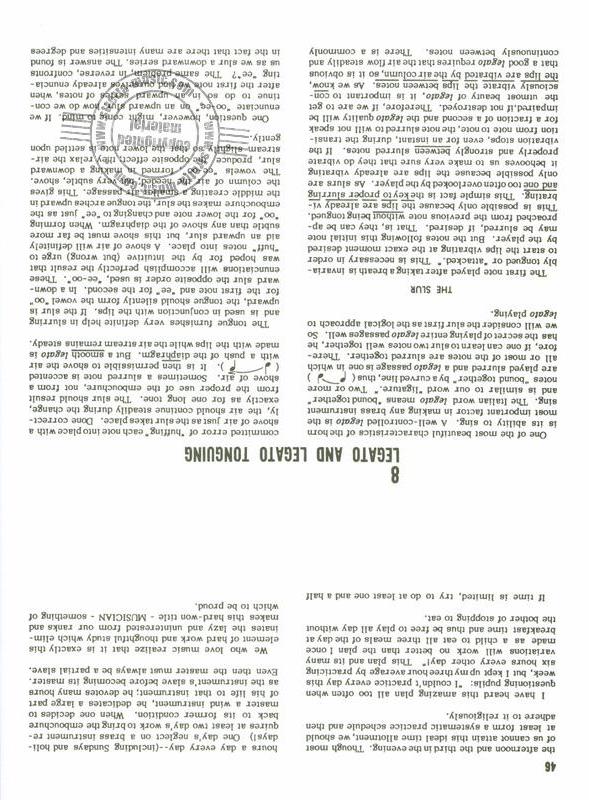 46
the afternoon and the third in the evening. Though most
of us cannot attain this ideal time allotment, we should
at least form a systematic practice schedule and then
adhere to it religiously.
I have heard this amazing plan all too often when
questioning pupils: "I couldn't practice every day this
week, but I kept up my three hour average by practicing
six hours every other day!" This plan and its many
variations will work no better than the plan I once
made as a child to eat all three meals of the day at
breakfast time and thus be free to play all day without
the bother of stopping to eat.
If time is limited, try to do at least one and a half
hours a day every day--(including Sundays and holi-
days!) One day's neglect on a brass instrument re-
quires at least two day's work to bring the embouchure
back to its former condition. When one decides to
master a wind instrument, he dedicates a large part
of his life to that instrument; he devotes many hours
as the instrument's slave before becoming its master.
Even then the master must always be a partial slave.
We who love music realize that it is exactly this
element of hard work and thoughtful study which elim-
inates the lazy and uninterested from our ranks and
makes this hard-won title - MUSICIAN - something of
which to be proud.
8
LEGATO AND LEGATO TONGUING
One of the most beautiful characteristics of the horn
is its ability to sing. A well-controlled legato is the
most important factor in making any brass instrument
sing. The Italian word legato means "bound together"
and is similar to our word "ligature." Two or more
notes "bound together" by a curved line, thus ( )
are played slurred and a legato passage is one in which
all or most of the notes are slurred together. There-
fore, if one can learn to slur two notes well together, he
has the secret of playing entire legato passages well. So
we will consider the slur first as the logical approach to
legato playing.
THE SLUR
The first note played after taking a breath is invaria-
bly tongued or "attacked." This is necessary in order
to start the lips vibrating at the exact moment desired
by the player. But the notes following this initial note
may be slurred, if desired. That is, they can be ap-
proached from the previous note without being tongued.
This is possible only because the lips are already vi-
brating. This simple fact is the key to proper slurring
and one too often overlooked by the player. As slurs are
only possible because the lips are already vibrating
it behooves us to make very sure that they do vibrate
properly and strongly between slurred notes. If the
vibration stops, even for an instant, during the transi-
tion from note to note, the note slurred to will not speak
for a fraction of a second and the legato quality will be
impaired, if not destroyed. Therefore, if we are to get
the utmost beauty of legato, it is important to con-
sciously vibrate the lips between notes. As we know,
the lips are vibrated by the air column, so it is obvious
that a good legato requires that the air flow steadily and
continuously between notes. There is a commonly
committed error of "huffing" each note into place with a
shove of air just as the slur takes place. Done correct-
ly, the air should continue steadily during the change,
exactly as for one long tone. The slur should result
from the proper use of the embouchure, not from a
shove of air. Sometimes a slurred note is accented
( ). It is then permissible to shove the air
with a push of the diaphragm. But a smooth legato is
made with the lips while the air stream remains steady.
The tongue furnishes very definite help in slurring
and is used in conjunction with the lips. If the slur is
upward, the tongue should silently form the vowel "oo"
for the first note and "ee" for the second. In a down-
ward slur the opposite order is used, "ee-oo". These
enunciations will accomplish perfectly the result that
was hoped for by the intuitive (but wrong) urge to
"huff" notes into place. A shove of air will definitely
aid an upward slur, but this shove must be far more
subtle than any shove of the diaphragm. When forming
"oo" for the lower note and changing to "ee" just as the
embouchure makes the slur, the tongue arches upward in
the mouth, creating a smaller air passage. This gives
the column of air the needed, but very subtle, shove.
The vowels "ee-oo", formed in making a downward
slur, produce the opposite effect; they relax the air-
stream slightly so that the lower note is settled upon
gently.
One question, however, might come to mind. If we
enunciate "oo-ee" on an upward slur, how do we con-
tinue to do so in an upward series of notes, when
after the first note we find ourselves already enuncia-
ting "ee"? The same problem, in reverse, confronts
us as we slur a downward series. The answer is found
in the fact that there are many intensities and degrees
copyrighted
material